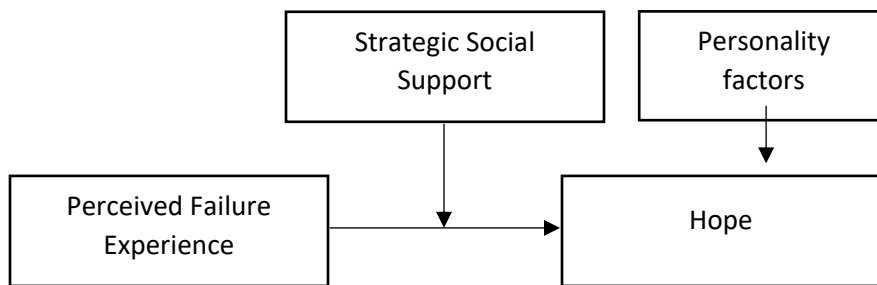 Strategic Social
Support
Personality
factors
Perceived Failure
Experience
Hope